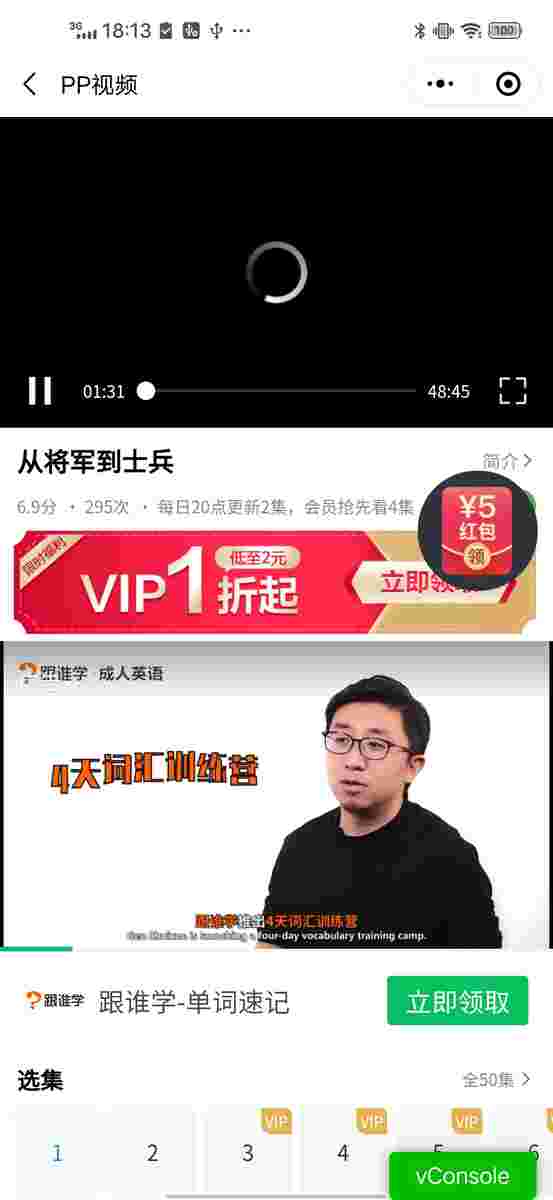 3G 18:13 100
PP视频
01:31 48:45
从将军到士兵 简介
6.9分 · 295次 · 每日20点更新2集，会员抢先看4集
¥5
红包
领
限时福利
低至2元
VIP1折起 立即领取
跟谁学 成人英语
4天词汇训练营
跟谁学推出4天词汇训练营
is launching a four-day vocabulary training camp.
跟谁学 跟谁学-单词速记 立即领取
选集 全50集
VIP VIP VIP
1 2 3 4 5 6
vConsole